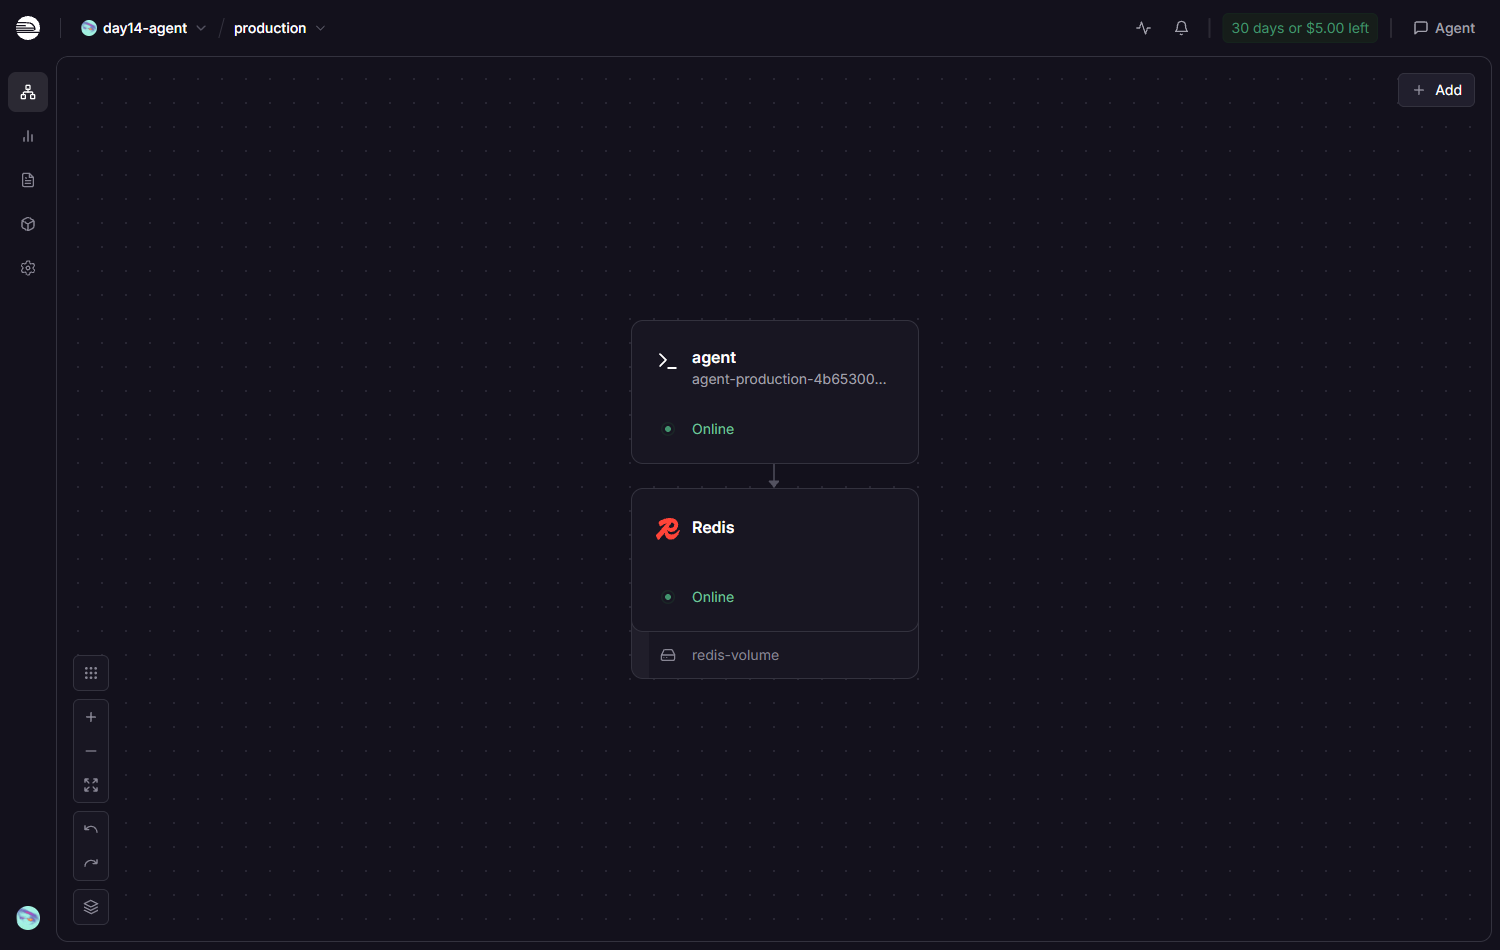 day14-agent
production
30 days or $5.00 left
Agent
Add
agent
agent-production-4b65300...
Online
Redis
Online
redis-volume